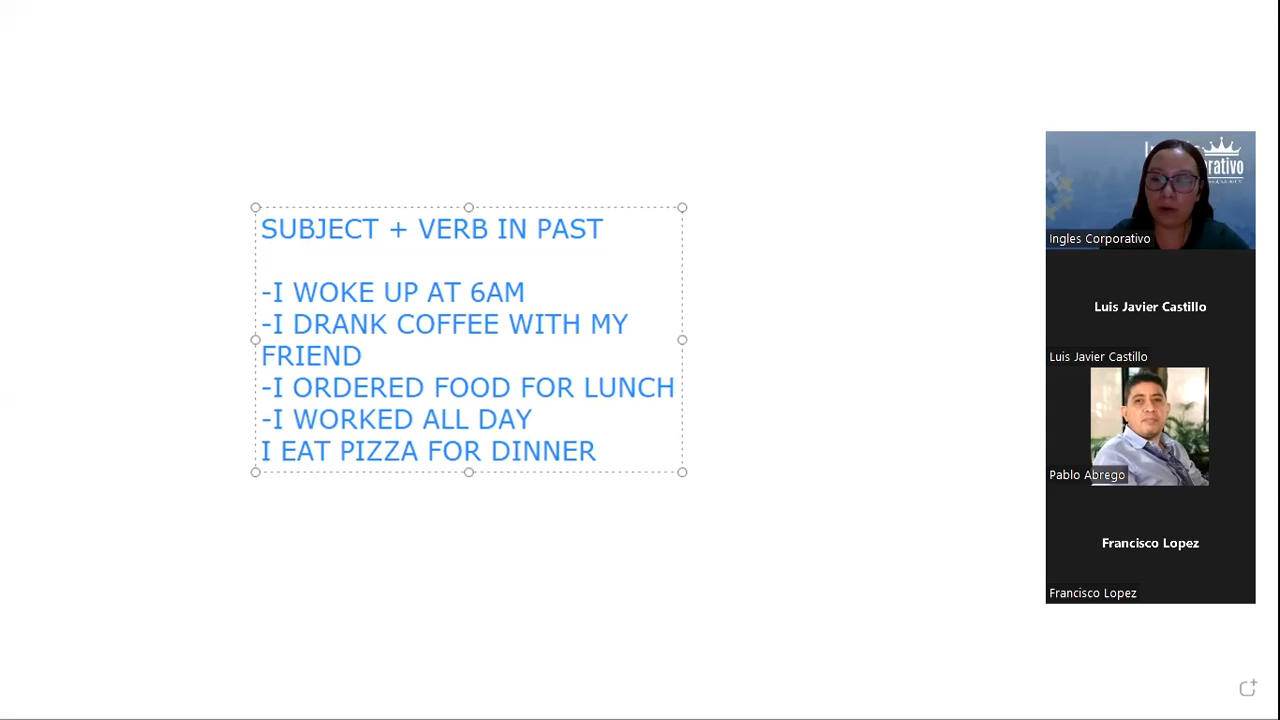 SUBJECT + VERB IN PAST
-I WOKE UP AT 6AM
-I DRANK COFFEE WITH MY
FRIEND
-I ORDERED FOOD FOR LUNCH
-I WORKED ALL DAY
I EAT PIZZA FOR DINNER
Ingles Corporativo
Luis Javier Castillo
Luis Javier Castillo
Pablo Abrego
Francisco Lopez
Francisco Lopez